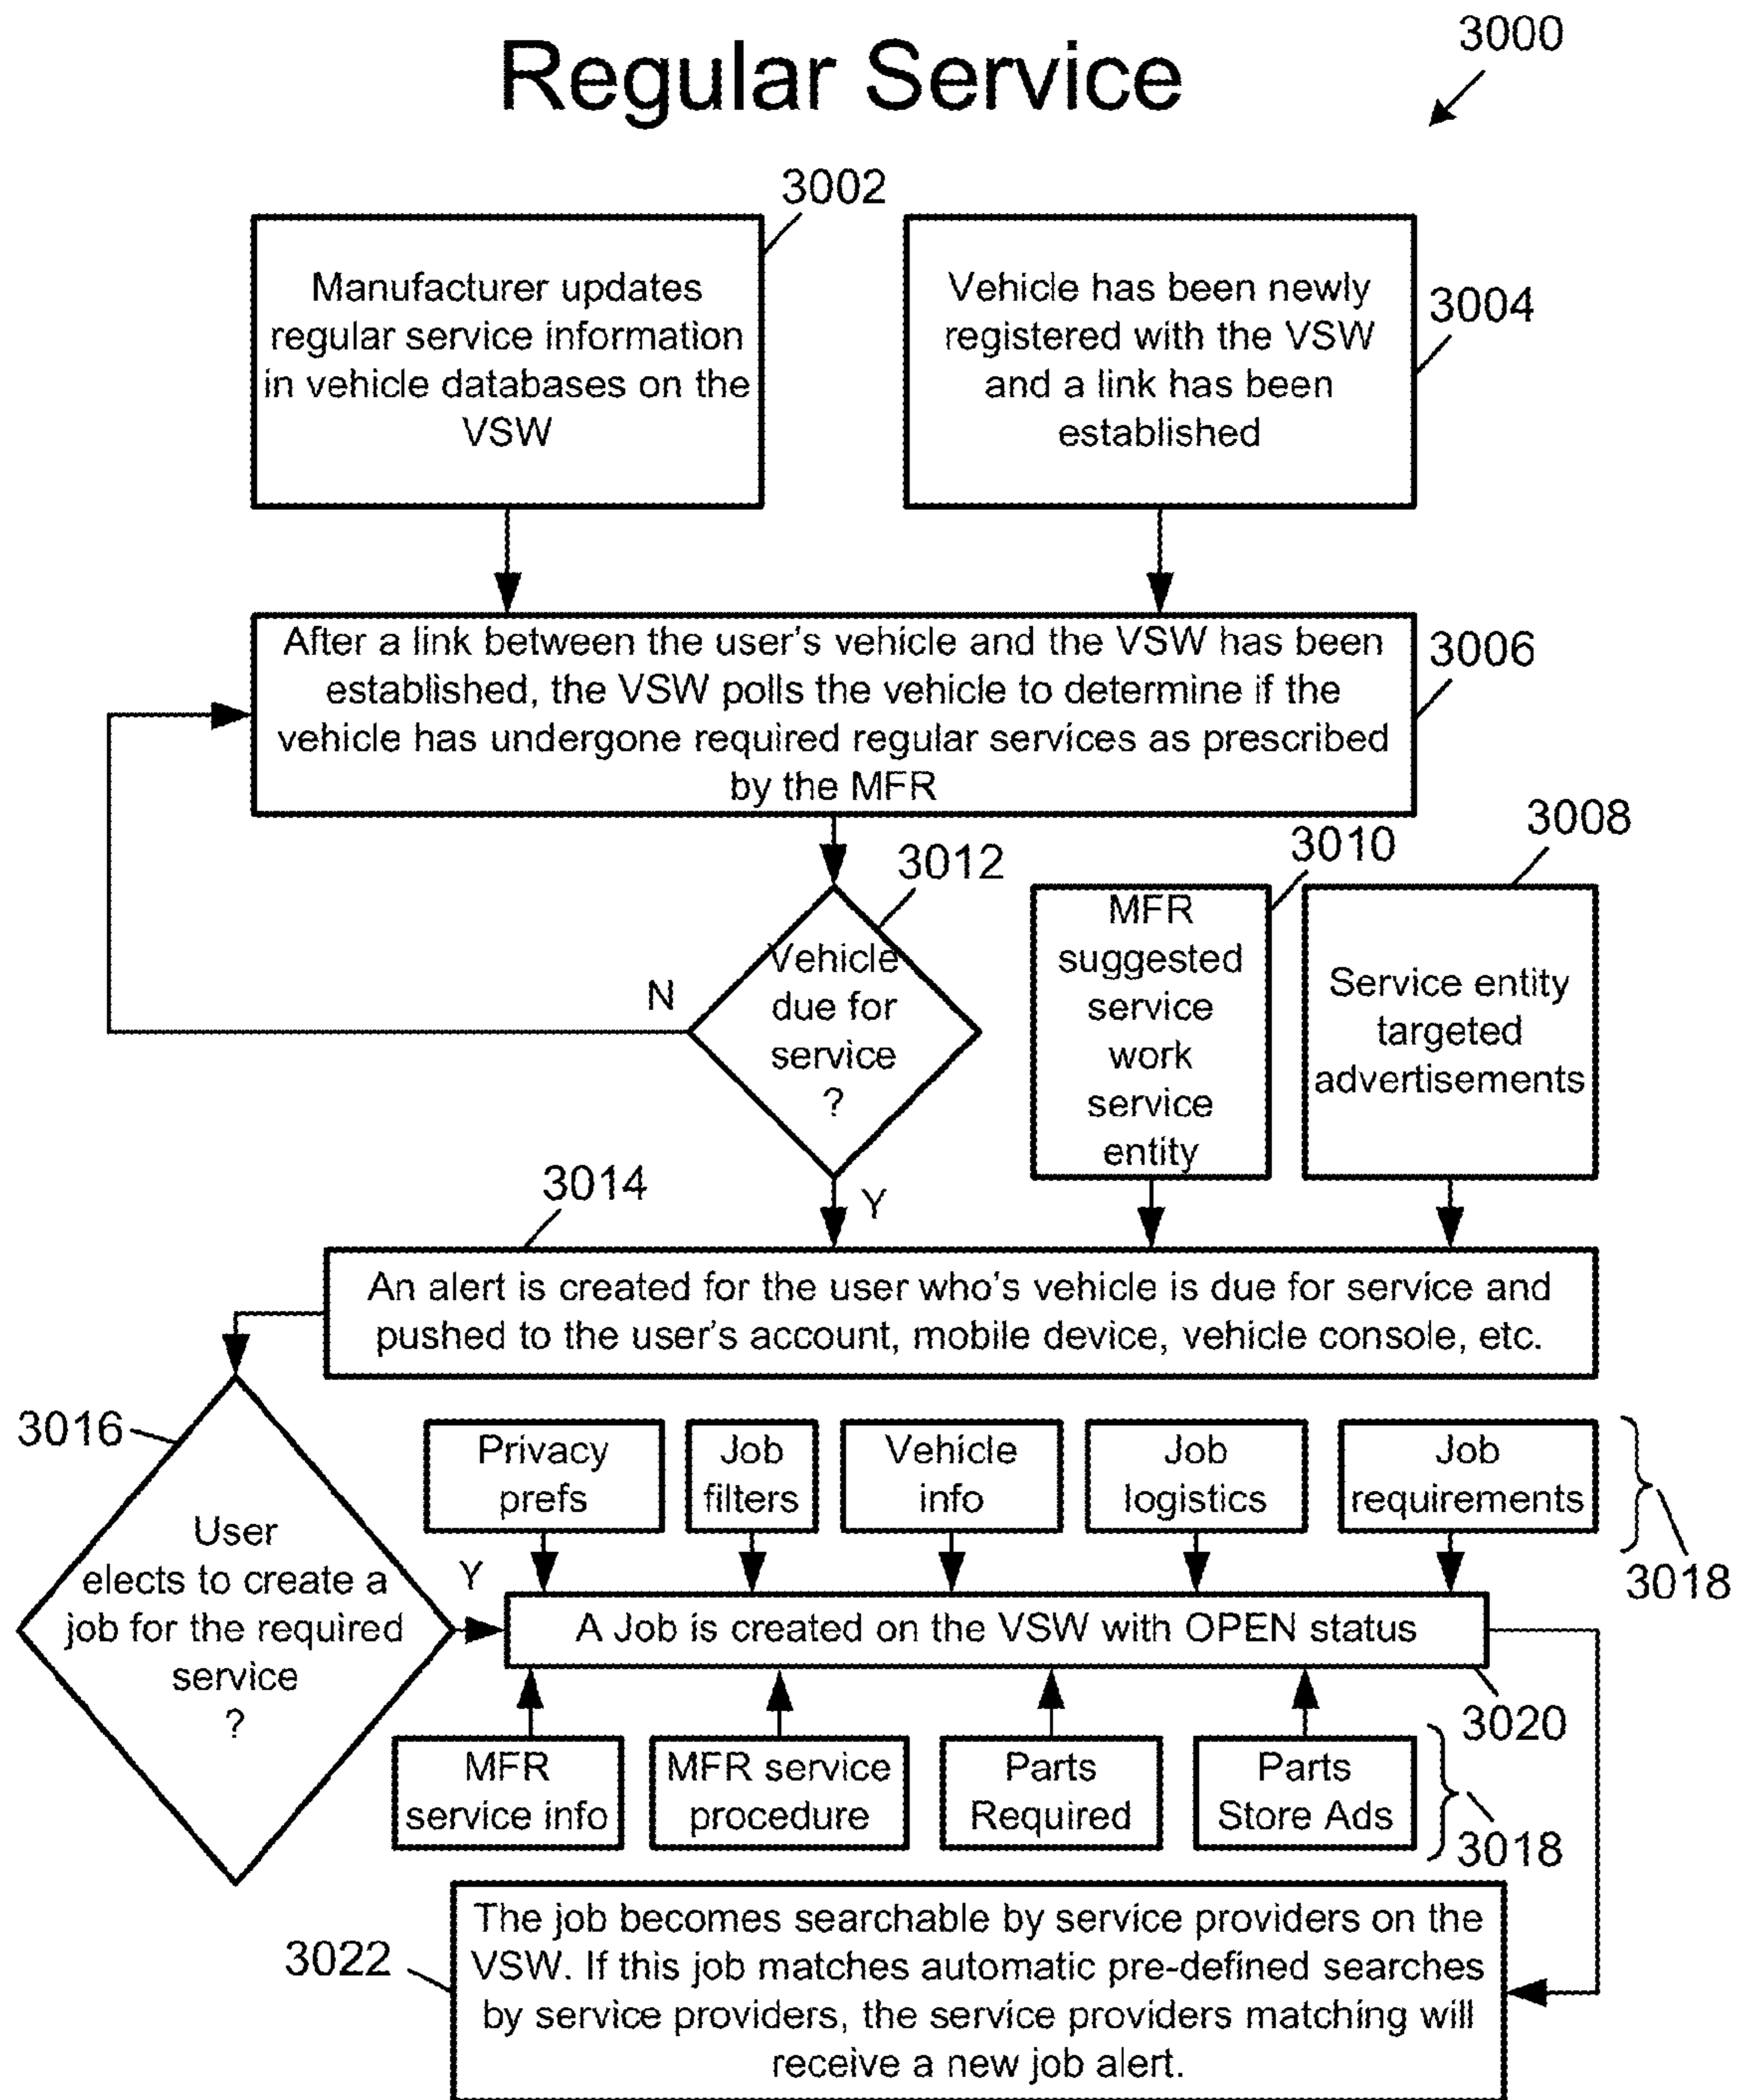 Regular Service
3000
3002
Manufacturer updates
regular service information
in vehicle databases on the
VSW
Vehicle has been newly
registered with the VSW
and a link has been
established
3004
After a link between the user's vehicle and the VSW has been
established, the VSW polls the vehicle to determine if the
vehicle has undergone required regular services as prescribed
by the MFR
3006
3008
3010
3012
Vehicle
due for
service
?
N
Y
MFR
suggested
service
work
service
entity
Service entity
targeted
advertisements
3014
An alert is created for the user who's vehicle is due for service and
pushed to the user's account, mobile device, vehicle console, etc.
3016
User
elects to create a
job for the required
service
?
Y
Privacy
prefs
Job
filters
Vehicle
info
Job
logistics
Job
requirements
3018
A Job is created on the VSW with OPEN status
3020
MFR
service info
MFR service
procedure
Parts
Required
Parts
Store Ads
3018
3022
The job becomes searchable by service providers on the
VSW. If this job matches automatic pre-defined searches
by service providers, the service providers matching will
receive a new job alert.